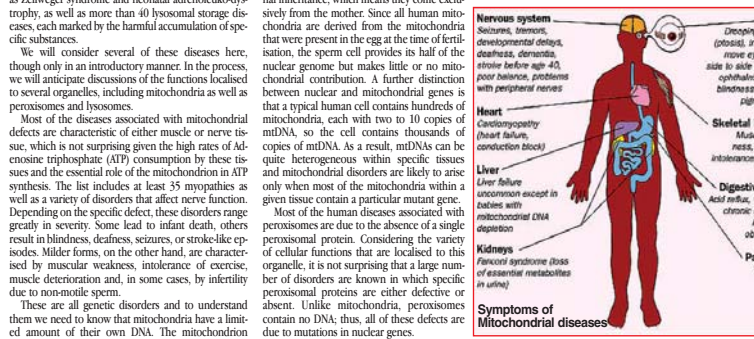 as Zellweger syndrome and neonatal adrenoleuko-dys-
trophy, as well as more than 40 lysosomal storage dis-
eases, each marked by the harmful accumulation of spe-
cific substances.
We will consider several of these diseases here,
though only in an introductory manner. In the process,
we will anticipate discussions of the functions localised
to several organelles, including mitochondria as well as
peroxisomes and lysosomes.
Most of the diseases associated with mitochondrial
defects are characteristic of either muscle or nerve tis-
sue, which is not surprising given the high rates of Ad-
enosine triphosphate (ATP) consumption by these tis-
sues and the essential role of the mitochondrion in ATP
synthesis. The list includes at least 35 myopathies as
well as a variety of disorders that affect nerve function.
Depending on the specific defect, these disorders range
greatly in severity. Some lead to infant death, others
result in blindness, deafness, seizures, or stroke-like ep-
isodes. Milder forms, on the other hand, are character-
ised by muscular weakness, intolerance of exercise,
muscle deterioration and, in some cases, by infertility
due to non-motile sperm.
These are all genetic disorders and to understand
them we need to know that mitochondria have a limit-
ed amount of their own DNA. The mitochondrion
nal inheritance, which means they come exclu-
sively from the mother. Since all human mito-
chondria are derived from the mitochondria
that were present in the egg at the time of fertil-
isation, the sperm cell provides its half of the
nuclear genome but makes little or no mito-
chondrial contribution. A further distinction
between nuclear and mitochondrial genes is
that a typical human cell contains hundreds of
mitochondria, each with two to 10 copies of
mtDNA, so the cell contains thousands of
copies of mtDNA. As a result, mtDNAs can be
quite heterogeneous within specific tissues
and mitochondrial disorders are likely to arise
only when most of the mitochondria within a
given tissue contain a particular mutant gene.
Most of the human diseases associated with
peroxisomes are due to the absence of a single
peroxisomal protein. Considering the variety
of cellular functions that are localised to this
organelle, it is not surprising that a large num-
ber of disorders are known in which specific
peroxisomal proteins are either defective or
absent. Unlike mitochondria, peroxisomes
contain no DNA; thus, all of these defects are
due to mutations in nuclear genes.
Nervous system
Seizures, tremors,
developmental delays,
deafness, dementia,
stroke before age 40,
poor balance, problems
with peripheral nerves
Heart
Cardiomyopathy
(heart failure,
conduction block)
Liver
Liver failure
uncommon except in
babies with
mitochondrial DNA
depletion
Kidneys
Fanconi syndrome (loss
of essential metabolites
in urine)
Drooping
(ptosis), in
move ey
side to side
ophthalm
blindness
p
Skeletal
Mus
ness,
intolerance
Digesti
Acid reflux,
chronic
ob
Pa
Symptoms of
Mitochondrial diseases